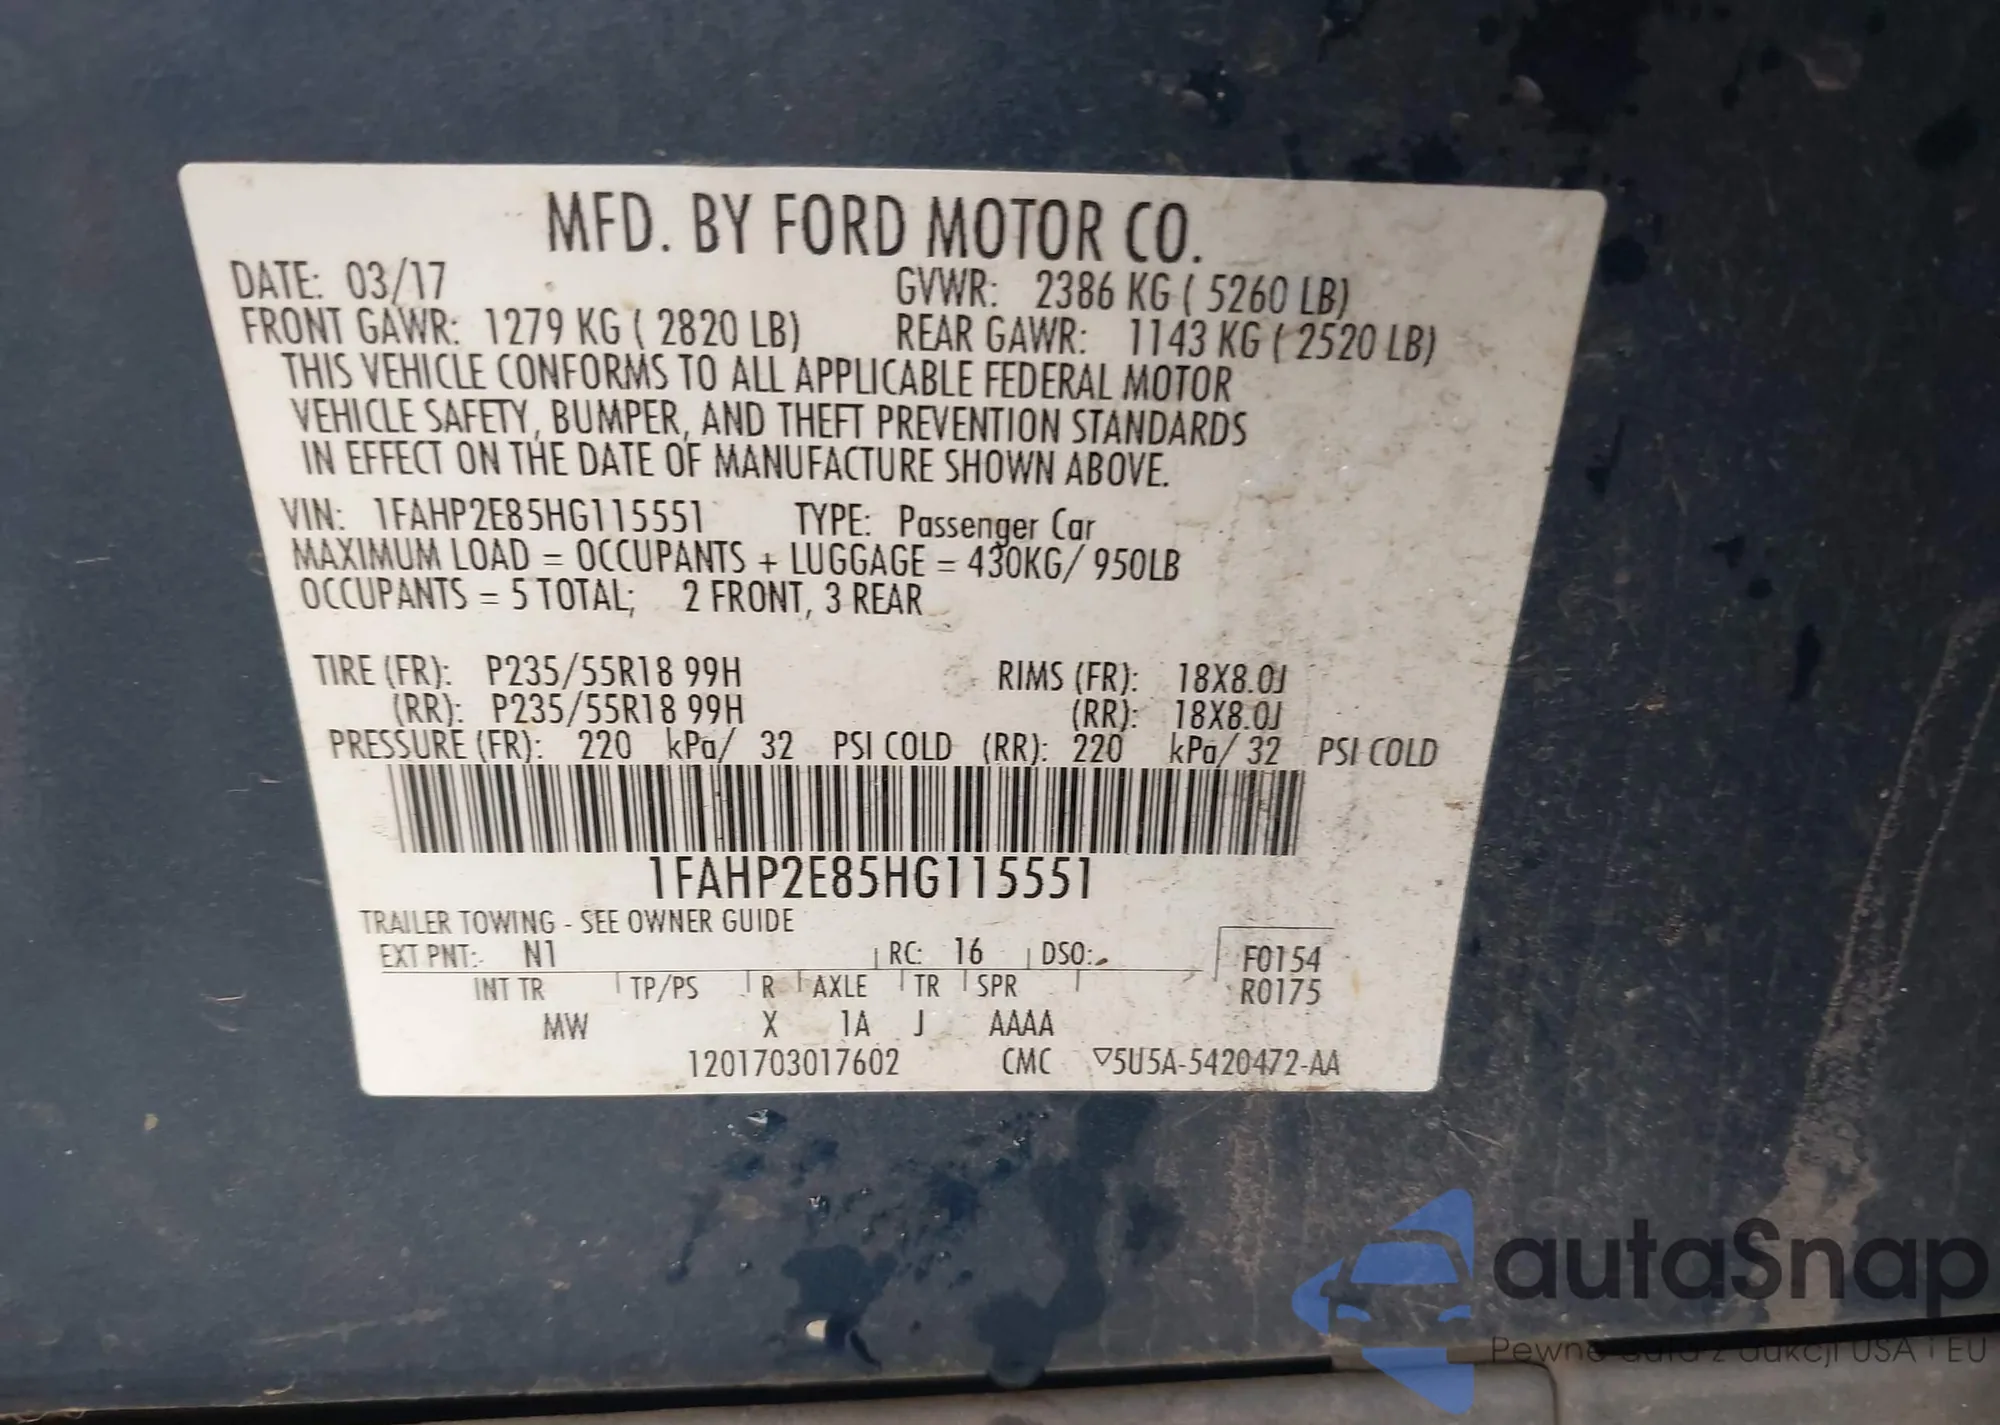 MFD. BY FORD MOTOR CO.
DATE: 03/17 GVWR: 2386 KG ( 5260 LB)
FRONT GAWR: 1279 KG ( 2820 LB) REAR GAWR: 1143 KG ( 2520 LB)
THIS VEHICLE CONFORMS TO ALL APPLICABLE FEDERAL MOTOR
VEHICLE SAFETY, BUMPER, AND THEFT PREVENTION STANDARDS
IN EFFECT ON THE DATE OF MANUFACTURE SHOWN ABOVE.
VIN: 1FAHP2E85HG115551 TYPE: Passenger Car
MAXIMUM LOAD = OCCUPANTS + LUGGAGE = 430KG/ 950LB
OCCUPANTS = 5 TOTAL; 2 FRONT, 3 REAR
TIRE (FR): P235/55R18 99H RIMS (FR): 18X8.0J
(RR): P235/55R18 99H (RR): 18X8.0J
PRESSURE (FR): 220 kPa/ 32 PSI COLD (RR): 220 kPa/ 32 PSI COLD
1FAHP2E85HG115551
TRAILER TOWING - SEE OWNER GUIDE
EXT PNT: N1 RC: 16 DSO: F0154
INT TR TP/PS R AXLE TR SPR R0175
MW X 1A J AAAA
1201703017602 CMC ▽5U5A-5420472-AA
autaSnap
Pewne auta z aukcji USA i EU